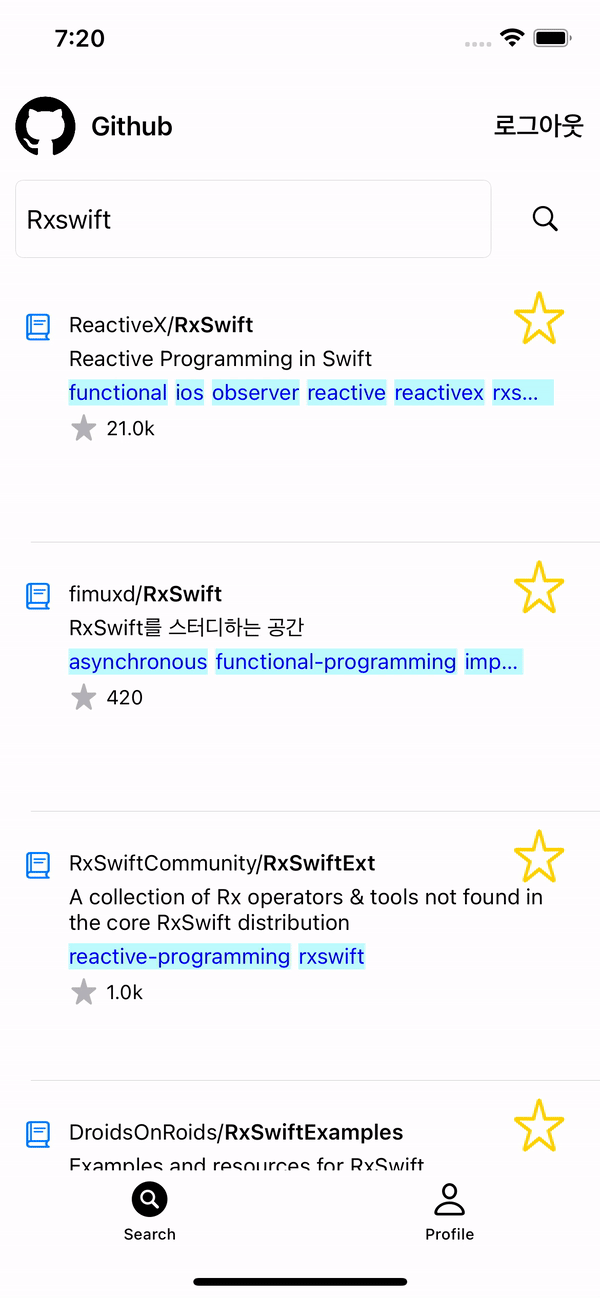 7:20
Github
로그아웃
Rxswift
ReactiveX/RxSwift
Reactive Programming in Swift
functional ios observer reactive reactivex rxs...
21.0k
fimuxd/RxSwift
RxSwift를 스터디하는 공간
asynchronous functional-programming imp...
420
RxSwiftCommunity/RxSwiftExt
A collection of Rx operators & tools not found in
the core RxSwift distribution
reactive-programming rxswift
1.0k
DroidsOnRoids/RxSwiftExamples
Examples and resources for RxSwift
Search
Profile